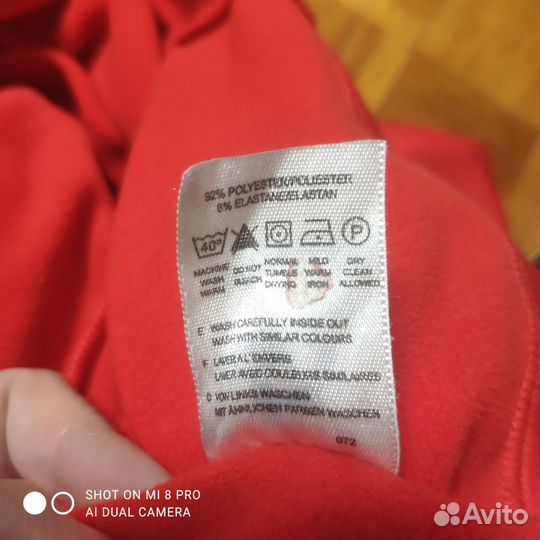 92% POLYESTER/POLIESTER
8% ELASTANE/ELASTAN
40°
P
MACHINE WASH WARM
DO NOT BLEACH
NORMAL TUMBLE DRYING
MILD WARM IRON
DRY CLEAN ALLOWED
E WASH CAREFULLY INSIDE OUT
WASH WITH SIMILAR COLOURS
F LAVER A L'ENVERS
LAVER AVEC COULEURS SIMILAIRES
D VON LINKS WASCHEN
MIT ÄHNLICHEN FARBEN WASCHEN
072
SHOT ON MI 8 PRO
AI DUAL CAMERA
Avito